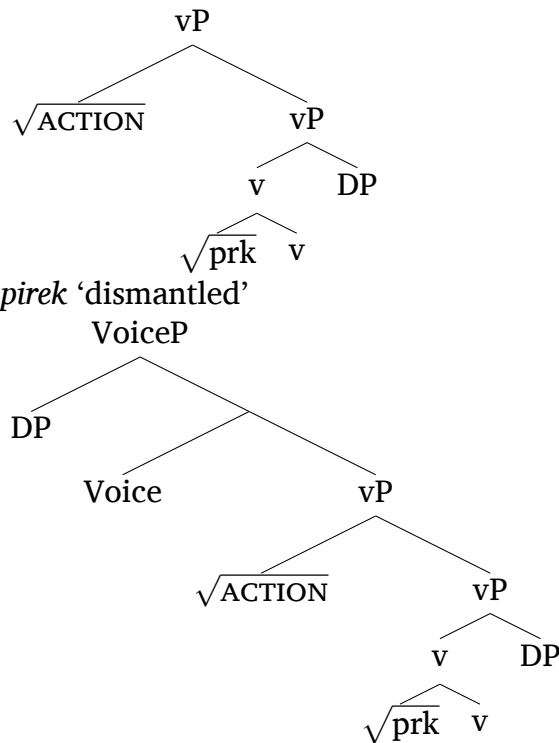 vP
√ACTION vP
v DP
√prk v
pirek ‘dismantled’
VoiceP
DP
Voice vP
√ACTION vP
v DP
√prk v